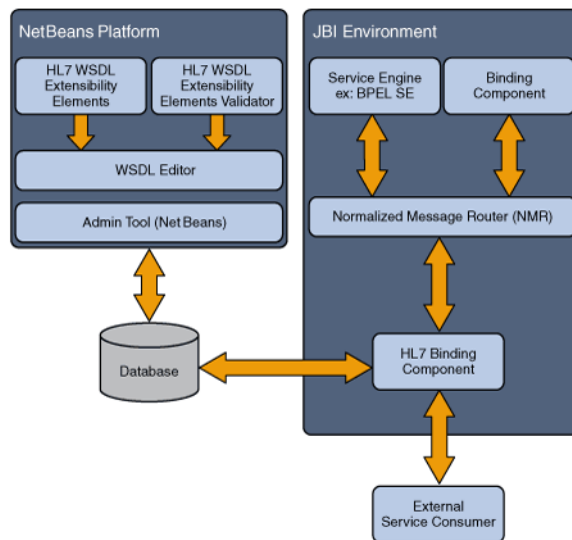 NetBeans Platform
HL7 WSDL
Extensibility
Elements
HL7 WSDL
Extensibility
Elements Validator
WSDL Editor
Admin Tool (Net Beans)
Database
JBI Environment
Service Engine
ex: BPEL SE
Binding
Component
Normalized Message Router (NMR)
HL7 Binding
Component
External
Service Consumer